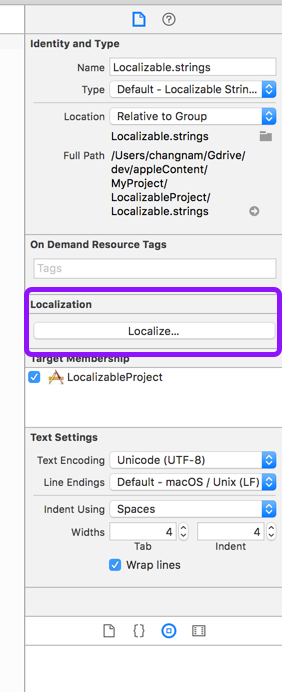 Identity and Type
Name Localizable.strings
Type Default - Localizable Strin...
Location Relative to Group
Localizable.strings
Full Path /Users/changnam/Gdrive/
dev/appleContent/
MyProject/
LocalizableProject/
Localizable.strings
On Demand Resource Tags
Tags
Localization
Localize...
Target Membership
LocalizableProject
Text Settings
Text Encoding Unicode (UTF-8)
Line Endings Default - macOS / Unix (LF)
Indent Using Spaces
Widths 4 4
Tab Indent
Wrap lines